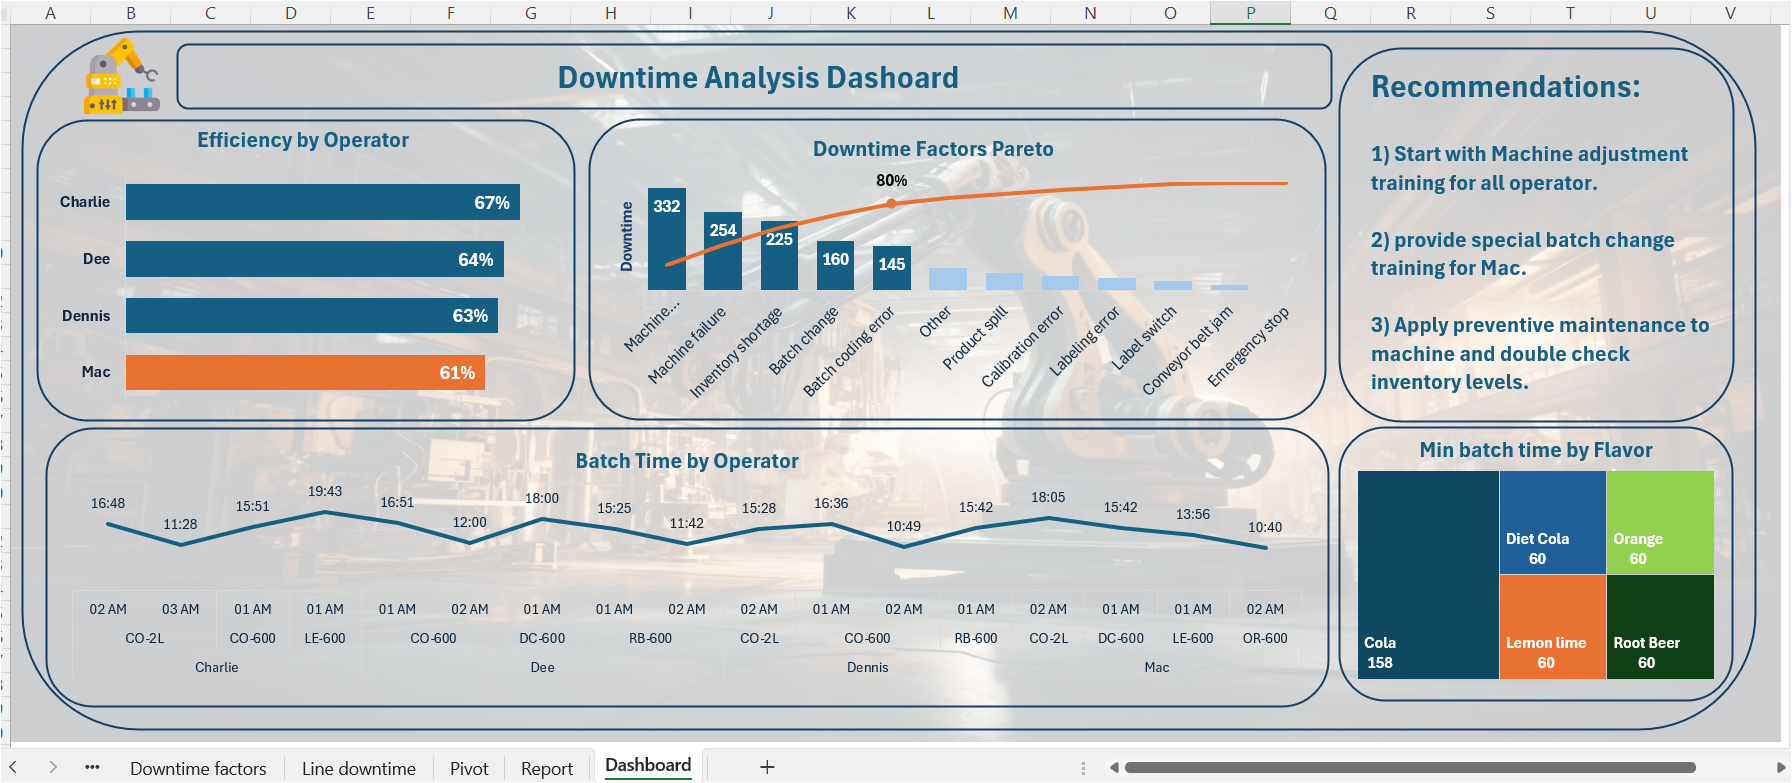 A B C D E F G H I J K L M N O P Q R S T U V
Downtime Analysis Dashoard
Efficiency by Operator
Charlie 67%
Dee 64%
Dennis 63%
Mac 61%
Downtime Factors Pareto
80%
Downtime
332 254 225 160 145
Machine...
Machine failure
Inventory shortage
Batch change
Batch coding error
Other
Product spill
Calibration error
Labeling error
Label switch
Conveyor belt jam
Emergency stop
Recommendations:
1) Start with Machine adjustment
training for all operator.
2) provide special batch change
training for Mac.
3) Apply preventive maintenance to
machine and double check
inventory levels.
Batch Time by Operator
16:48 11:28 15:51 19:43 16:51 12:00 18:00 15:25 11:42 15:28 16:36 10:49 15:42 18:05 15:42 13:56 10:40
02 AM 03 AM 01 AM 01 AM 01 AM 02 AM 01 AM 01 AM 02 AM 02 AM 01 AM 02 AM 01 AM 02 AM 01 AM 01 AM 02 AM
CO-2L CO-600 LE-600 CO-600 DC-600 RB-600 CO-2L CO-600 RB-600 CO-2L DC-600 LE-600 OR-600
Charlie Dee Dennis Mac
Min batch time by Flavor
Cola
158
Diet Cola
60
Orange
60
Lemon lime
60
Root Beer
60
Downtime factors Line downtime Pivot Report Dashboard